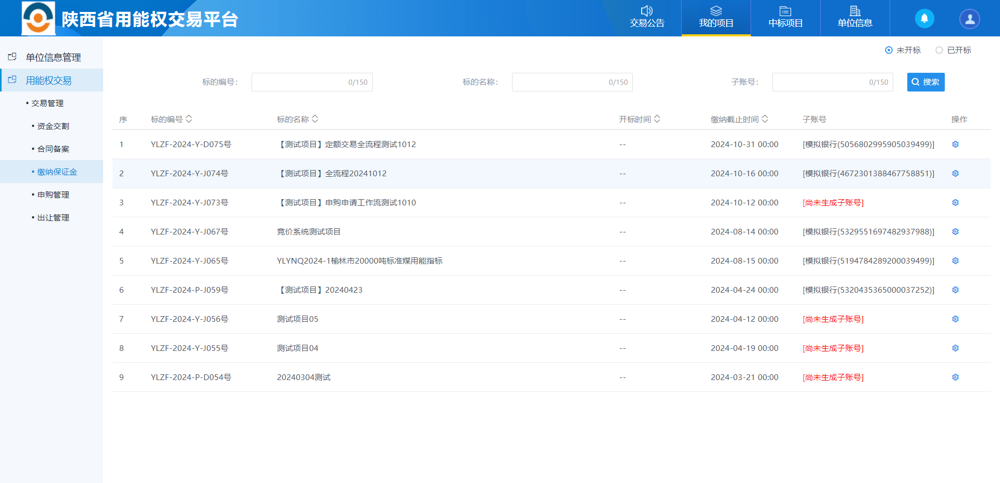 陕西省用能权交易平台
交易公告
我的项目
中标项目
单位信息
单位信息管理
用能权交易
▪ 交易管理
▪ 资金交割
▪ 合同备案
▪ 缴纳保证金
▪ 申购管理
▪ 出让管理
未开标 已开标
标的编号： 0/150 标的名称： 0/150 子账号： 0/150 搜索
序 标的编号 标的名称 开标时间 缴纳截止时间 子账号 操作
1 YLZF-2024-Y-D075号 【测试项目】定额交易全流程测试1012 -- 2024-10-31 00:00 [模拟银行(5056802995905039499)]
2 YLZF-2024-Y-J074号 【测试项目】全流程20241012 -- 2024-10-16 00:00 [模拟银行(4672301388467758851)]
3 YLZF-2024-Y-J073号 【测试项目】申购申请工作流测试1010 -- 2024-10-12 00:00 [尚未生成子账号]
4 YLZF-2024-Y-J067号 竞价系统测试项目 -- 2024-08-14 00:00 [模拟银行(5329551697482937988)]
5 YLZF-2024-Y-J065号 YLYNQ2024-1榆林市20000吨标准煤用能指标 -- 2024-08-15 00:00 [模拟银行(5194784289200039499)]
6 YLZF-2024-P-J059号 【测试项目】20240423 -- 2024-04-24 00:00 [模拟银行(5320435365000037252)]
7 YLZF-2024-Y-J056号 测试项目05 -- 2024-04-12 00:00 [尚未生成子账号]
8 YLZF-2024-Y-J055号 测试项目04 -- 2024-04-19 00:00 [尚未生成子账号]
9 YLZF-2024-P-D054号 20240304测试 -- 2024-03-21 00:00 [尚未生成子账号]